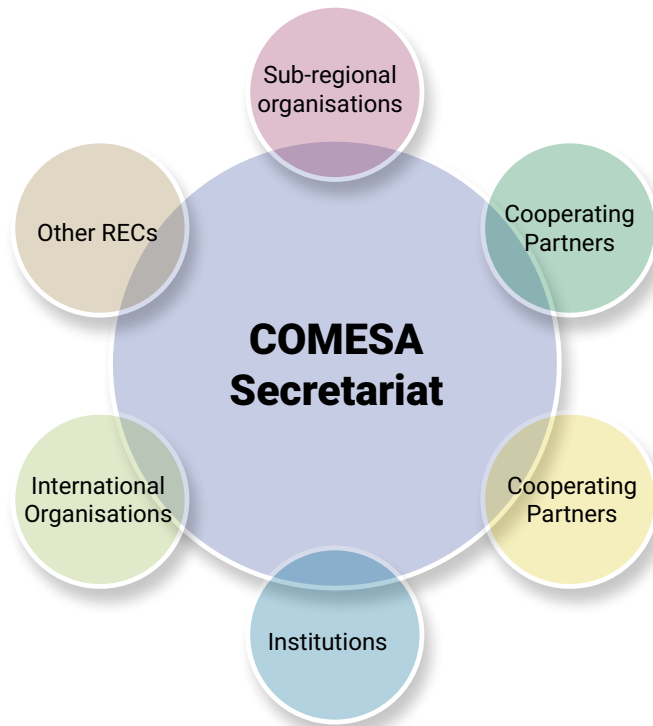 Sub-regional
organisations
Other RECs
Cooperating
Partners
COMESA
Secretariat
International
Organisations
Cooperating
Partners
Institutions